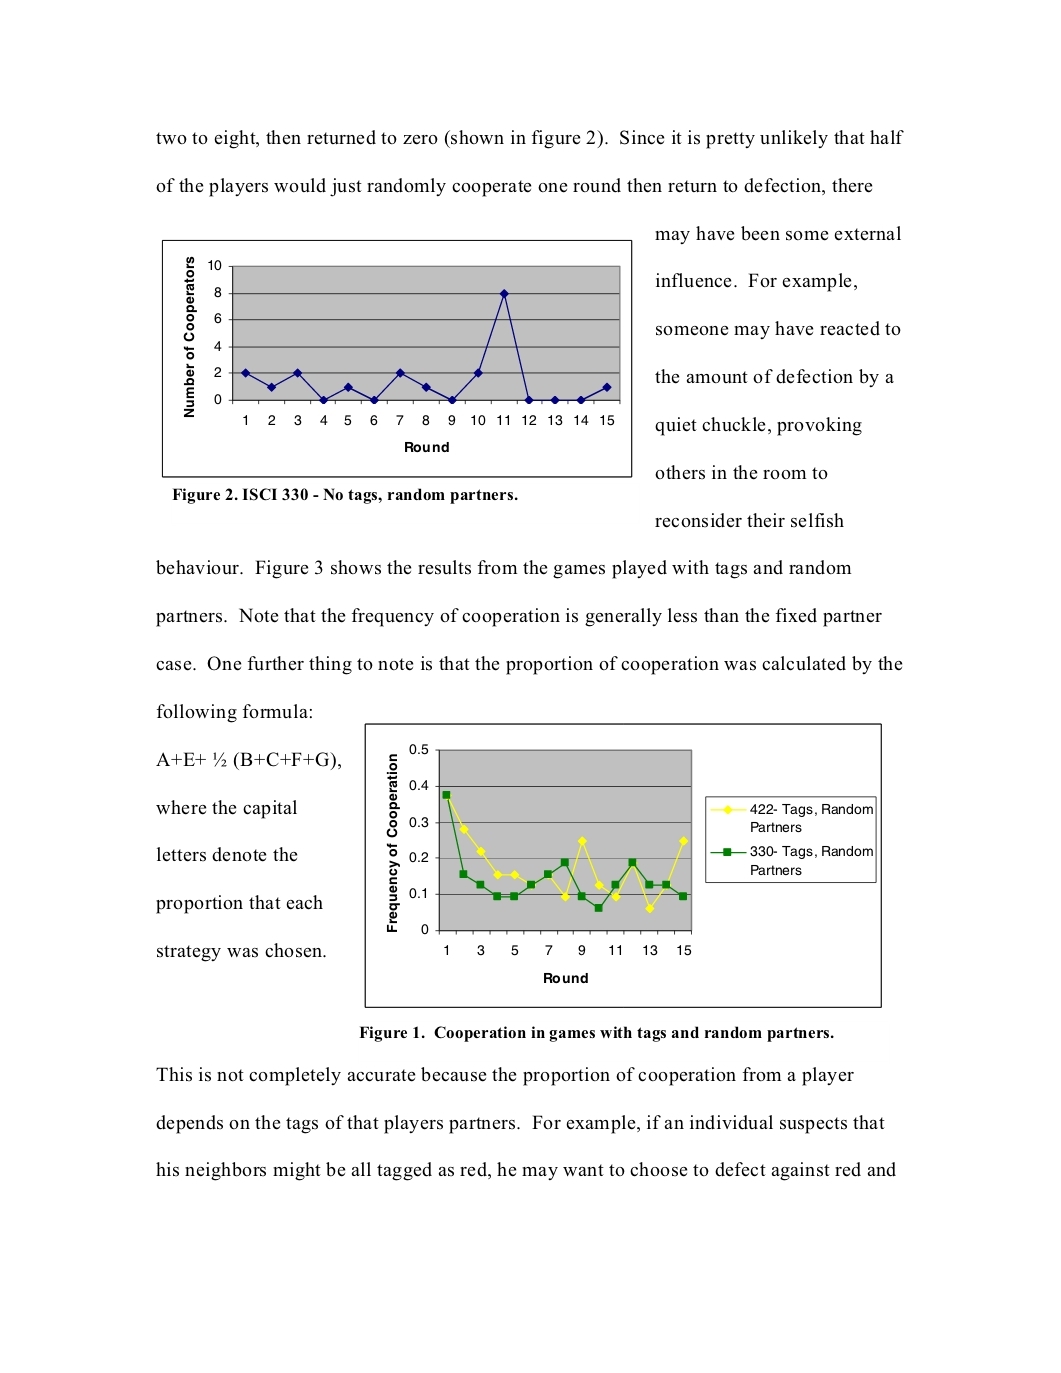 two to eight, then returned to zero (shown in figure 2).  Since it is pretty unlikely that half
of the players would just randomly cooperate one round then return to defection, there
may have been some external
influence.  For example,
someone may have reacted to
the amount of defection by a
quiet chuckle, provoking
others in the room to
reconsider their selfish
Number of Cooperators
10
8
6
4
2
0
1 2 3 4 5 6 7 8 9 10 11 12 13 14 15
Round
Figure 2. ISCI 330 - No tags, random partners.
behaviour.  Figure 3 shows the results from the games played with tags and random
partners.  Note that the frequency of cooperation is generally less than the fixed partner
case.  One further thing to note is that the proportion of cooperation was calculated by the
following formula:
A+E+ ½ (B+C+F+G),
where the capital
letters denote the
proportion that each
strategy was chosen.
Frequency of Cooperation
0.5
0.4
0.3
0.2
0.1
0
1 3 5 7 9 11 13 15
Round
422- Tags, Random
Partners
330- Tags, Random
Partners
Figure 1.  Cooperation in games with tags and random partners.
This is not completely accurate because the proportion of cooperation from a player
depends on the tags of that players partners.  For example, if an individual suspects that
his neighbors might be all tagged as red, he may want to choose to defect against red and